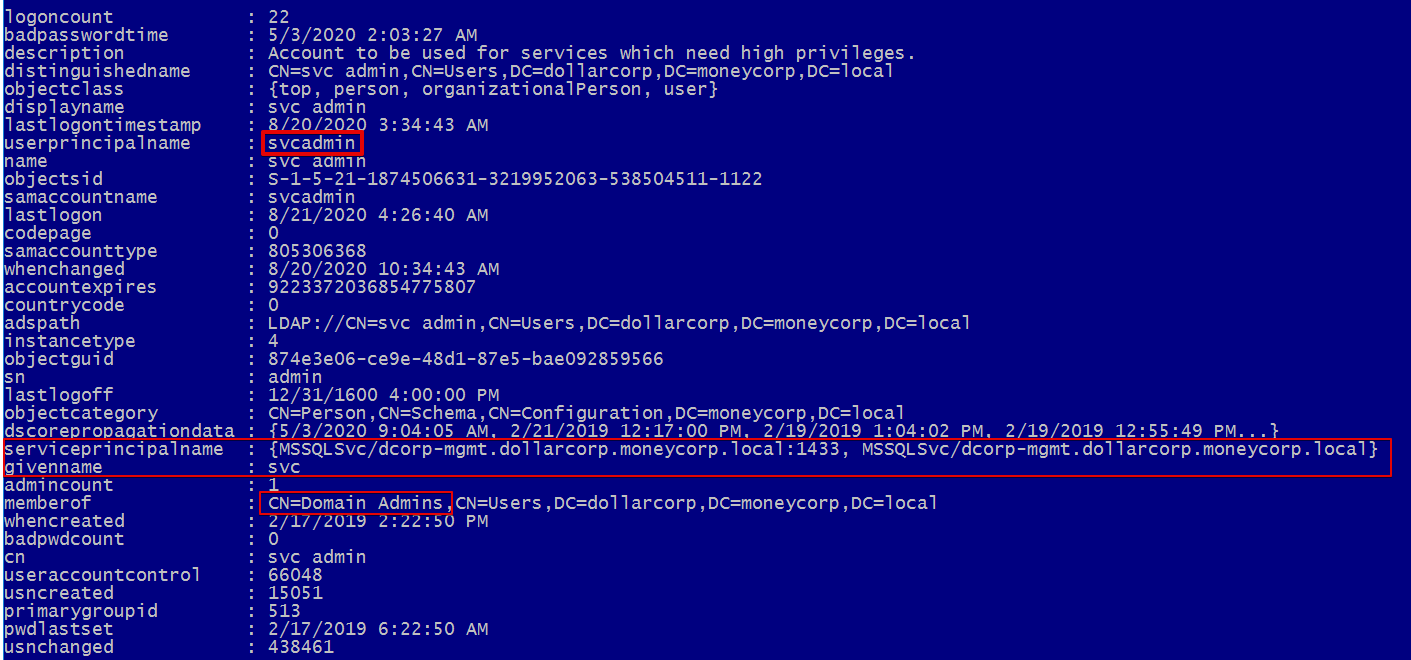 logoncount : 22
badpasswordtime : 5/3/2020 2:03:27 AM
description : Account to be used for services which need high privileges.
distinguishedname : CN=svc admin,CN=Users,DC=dollarcorp,DC=moneycorp,DC=local
objectclass : {top, person, organizationalPerson, user}
displayname : svc admin
lastlogontimestamp : 8/20/2020 3:34:43 AM
userprincipalname : svcadmin
name : svc admin
objectsid : S-1-5-21-1874506631-3219952063-538504511-1122
samaccountname : svcadmin
lastlogon : 8/21/2020 4:26:40 AM
codepage : 0
samaccounttype : 805306368
whenchanged : 8/20/2020 10:34:43 AM
accountexpires : 9223372036854775807
countrycode : 0
adspath : LDAP://CN=svc admin,CN=Users,DC=dollarcorp,DC=moneycorp,DC=local
instancetype : 4
objectguid : 874e3e06-ce9e-48d1-87e5-bae092859566
sn : admin
lastlogoff : 12/31/1600 4:00:00 PM
objectcategory : CN=Person,CN=Schema,CN=Configuration,DC=moneycorp,DC=local
dscorepropagationdata : {5/3/2020 9:04:05 AM, 2/21/2019 12:17:00 PM, 2/19/2019 1:04:02 PM, 2/19/2019 12:55:49 PM...}
serviceprincipalname : {MSSQLSvc/dcorp-mgmt.dollarcorp.moneycorp.local:1433, MSSQLSvc/dcorp-mgmt.dollarcorp.moneycorp.local}
givenname : svc
admincount : 1
memberof : CN=Domain Admins,CN=Users,DC=dollarcorp,DC=moneycorp,DC=local
whencreated : 2/17/2019 2:22:50 PM
badpwdcount : 0
cn : svc admin
useraccountcontrol : 66048
usncreated : 15051
primarygroupid : 513
pwdlastset : 2/17/2019 6:22:50 AM
usnchanged : 438461